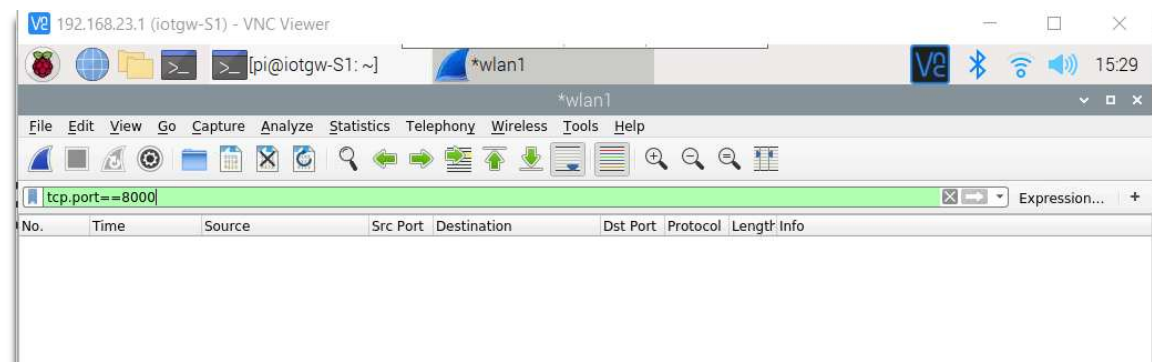 192.168.23.1 (iotgw-S1) - VNC Viewer
[pi@iotgw-S1: ~] *wlan1 15:29
*wlan1
File Edit View Go Capture Analyze Statistics Telephony Wireless Tools Help
tcp.port==8000 Expression... +
No. Time Source Src Port Destination Dst Port Protocol Length Info